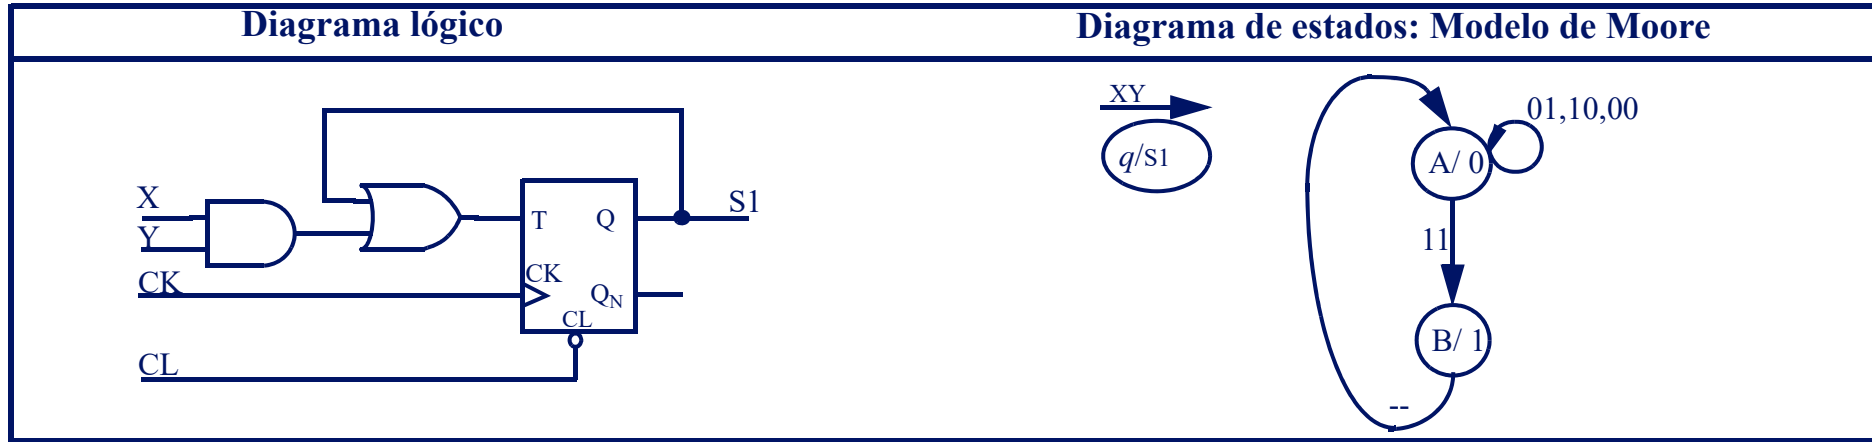 Diagrama lógico
Diagrama de estados: Modelo de Moore
X
Y
CK
CL
T
Q
CK
QN
CL
S1
XY
q/S1
01,10,00
A/ 0
11
B/ 1
--